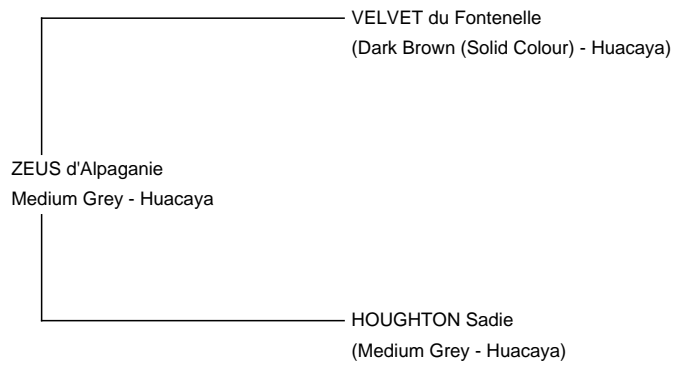 VELVET du Fontenelle
(Dark Brown (Solid Colour) - Huacaya)
ZEUS d'Alpaganie
Medium Grey - Huacaya
HOUGHTON Sadie
(Medium Grey - Huacaya)